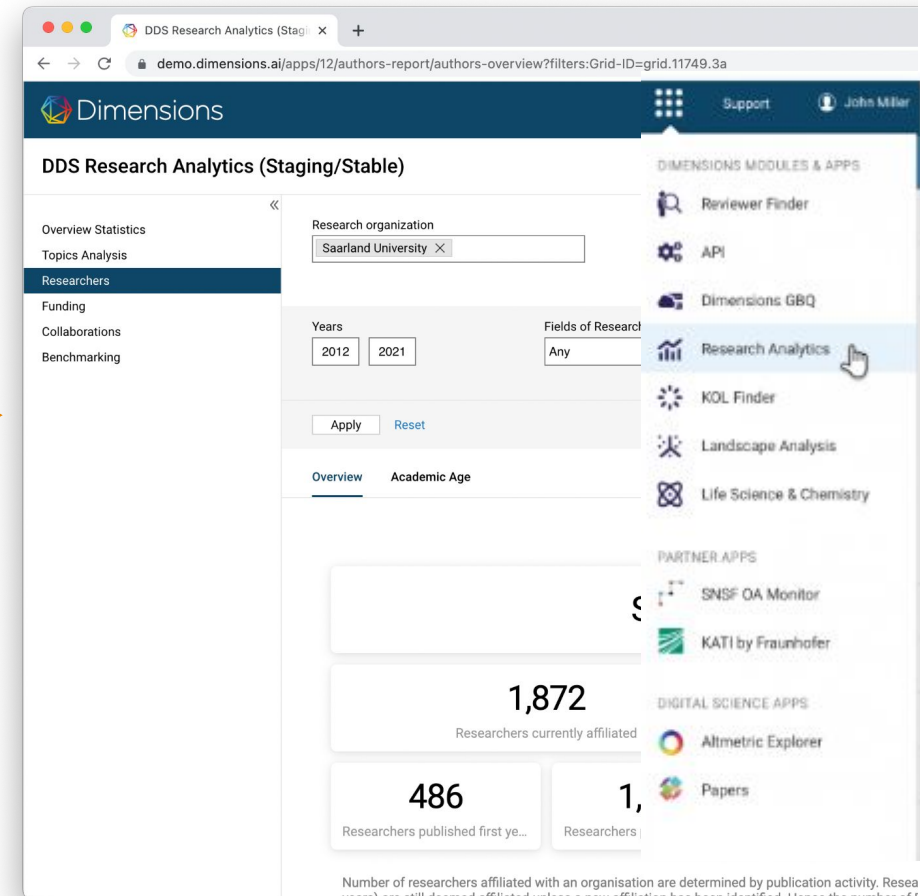 DDS Research Analytics (Stagi
demo.dimensions.ai/apps/12/authors-report/authors-overview?filters:Grid-ID=grid.11749.3a
Dimensions
Support
John Miller
DDS Research Analytics (Staging/Stable)
Overview Statistics
Topics Analysis
Researchers
Funding
Collaborations
Benchmarking
Research organization
Saarland University
Years
2012
2021
Fields of Research
Any
Apply
Reset
Overview
Academic Age
S
1,872
Researchers currently affiliated
486
Researchers published first ye...
1,
Researchers
Number of researchers affiliated with an organisation are determined by publication activity. Resea
DIMENSIONS MODULES & APPS
Reviewer Finder
API
Dimensions GBQ
Research Analytics
KOL Finder
Landscape Analysis
Life Science & Chemistry
PARTNER APPS
SNSF OA Monitor
KATI by Fraunhofer
DIGITAL SCIENCE APPS
Altmetric Explorer
Papers